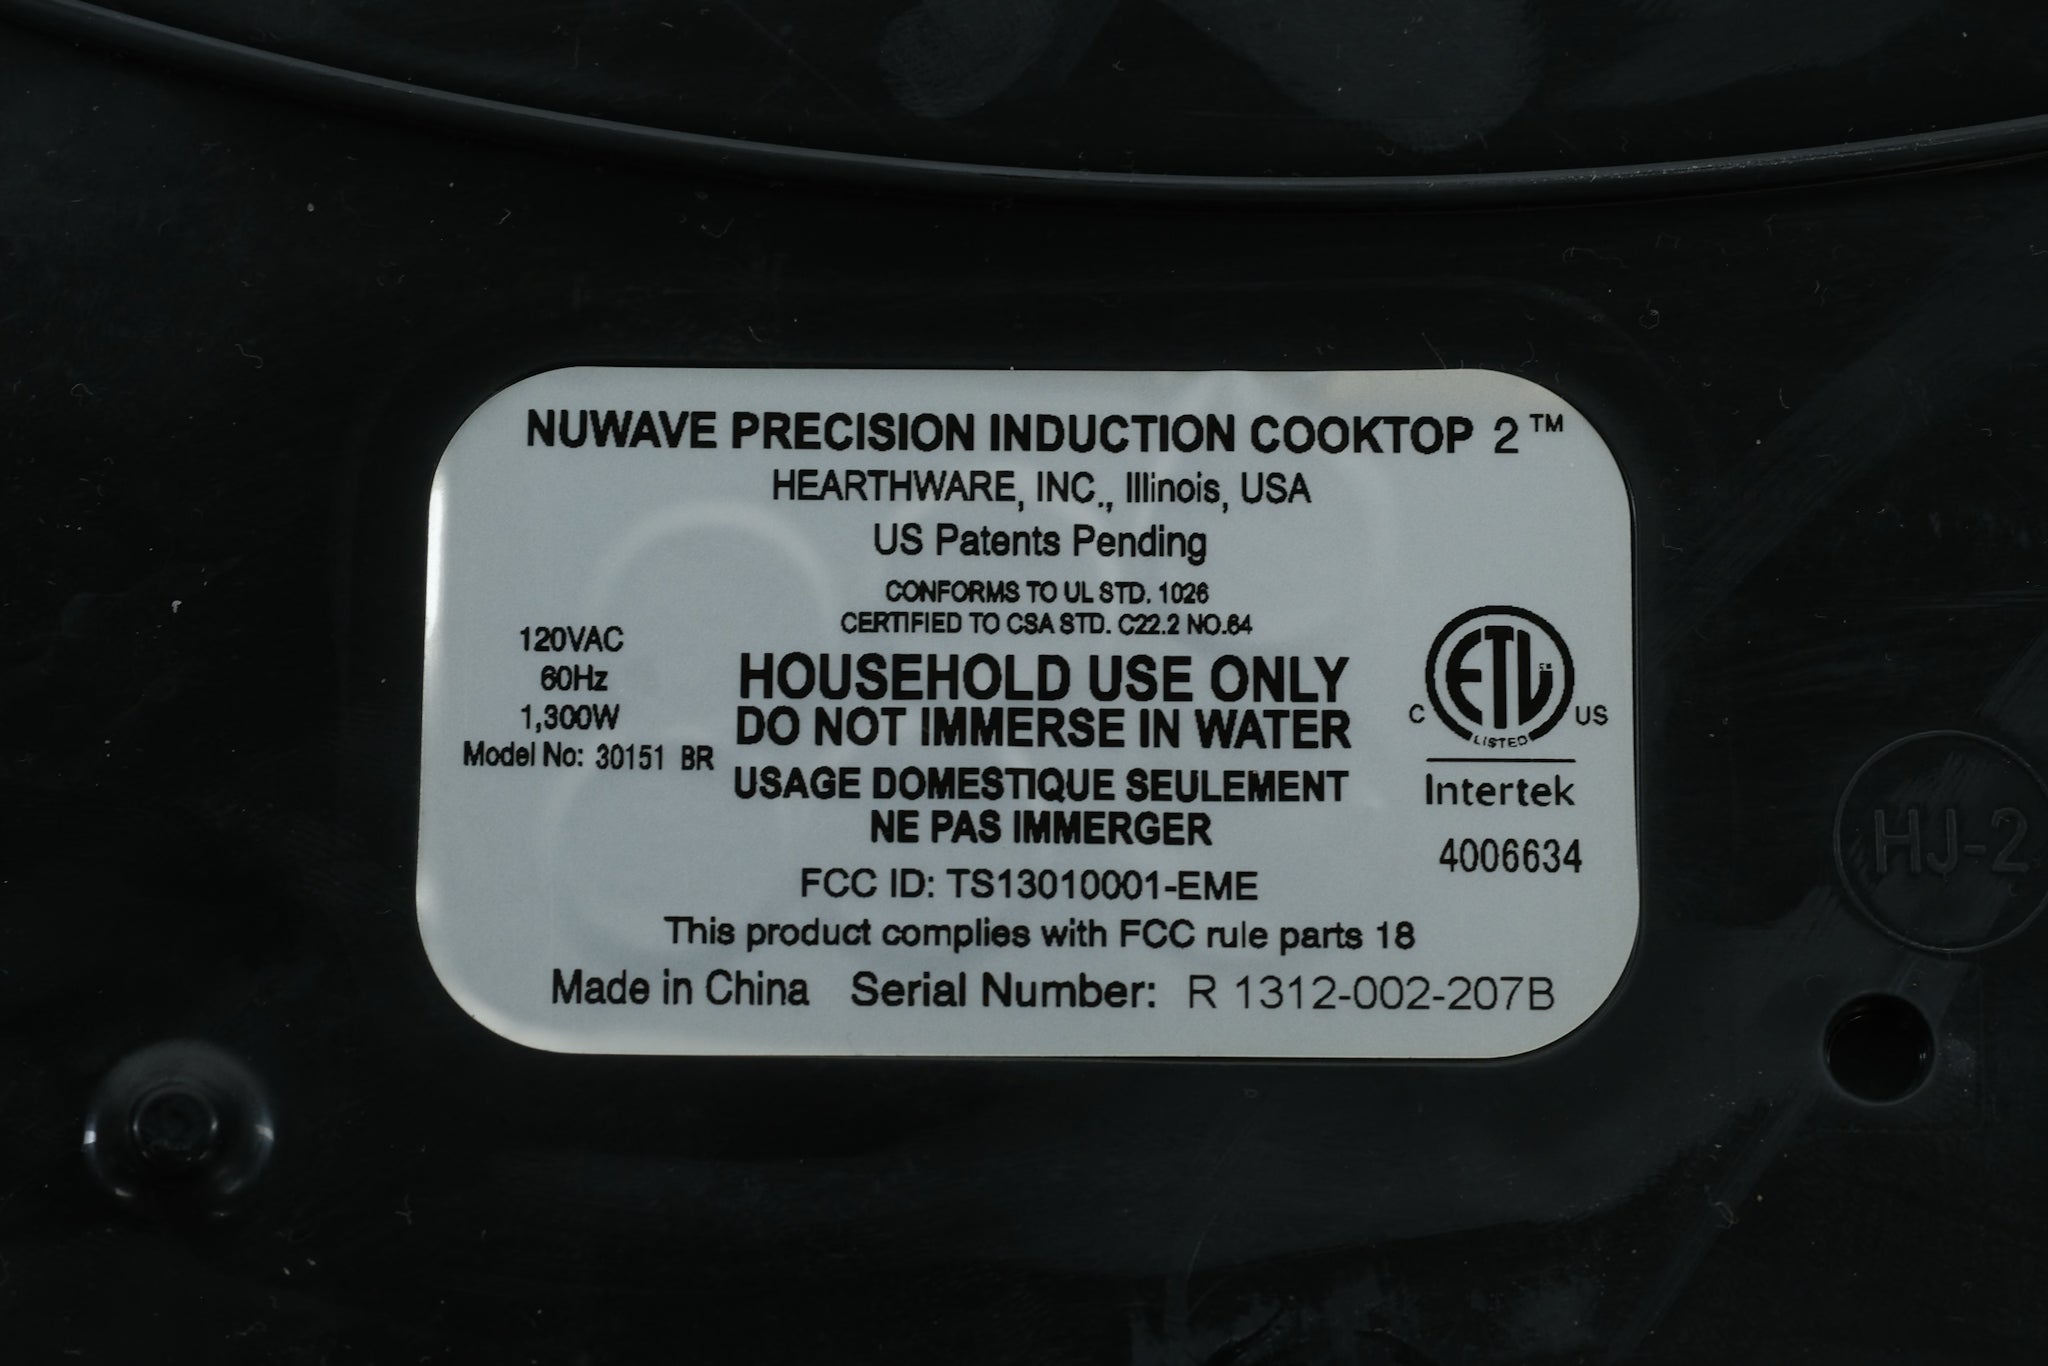 NUWAVE PRECISION INDUCTION COOKTOP 2™
HEARTHWARE, INC., Illinois, USA
US Patents Pending
CONFORMS TO UL STD. 1026
CERTIFIED TO CSA STD. C22.2 NO.64
120VAC
60Hz
1,300W
Model No: 30151 BR
HOUSEHOLD USE ONLY
DO NOT IMMERSE IN WATER
USAGE DOMESTIQUE SEULEMENT
NE PAS IMMERGER
ETL CM
C US
LISTED
Intertek
4006634
FCC ID: TS13010001-EME
This product complies with FCC rule parts 18
Made in China Serial Number: R 1312-002-207B
HJ-2